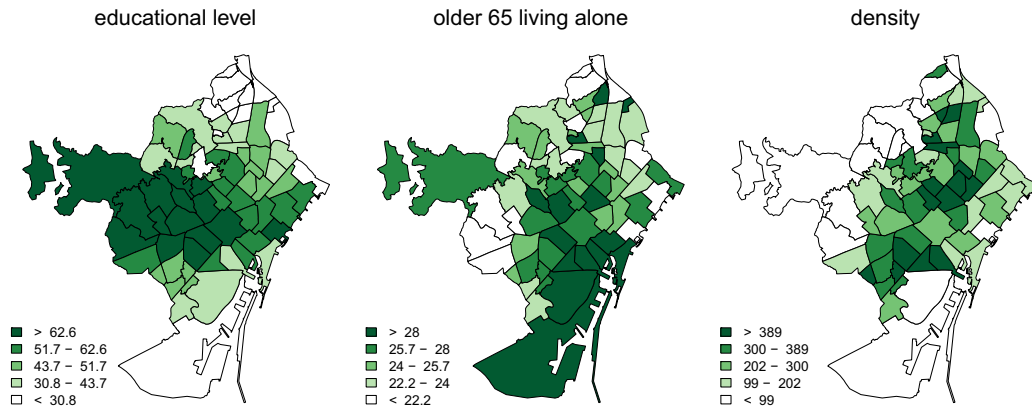 educational level
> 62.6
51.7 − 62.6
43.7 − 51.7
30.8 − 43.7
< 30.8
older 65 living alone
> 28
25.7 − 28
24 − 25.7
22.2 − 24
< 22.2
density
> 389
300 − 389
202 − 300
99 − 202
< 99